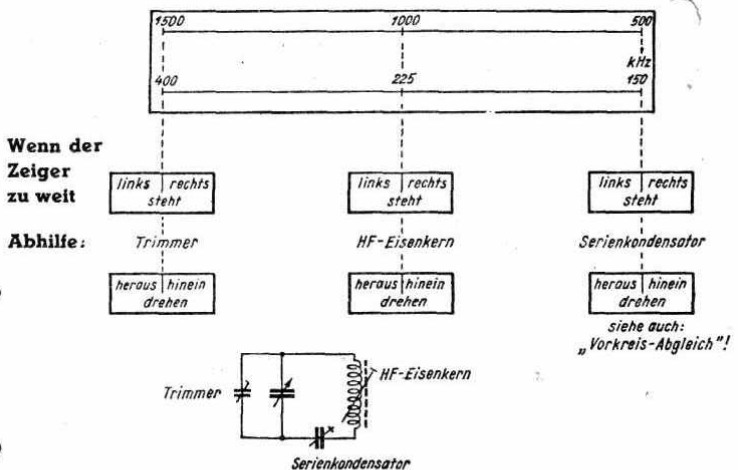 1500 1000 500
kHz
400 225 150
Wenn der
Zeiger
zu weit
links rechts
steht
links rechts
steht
links rechts
steht
Abhilfe: Trimmer HF-Eisenkern Serienkondensator
heraus hinein
drehen
heraus hinein
drehen
heraus hinein
drehen
siehe auch:
„Vorkreis-Abgleich"!
HF-Eisenkern
Trimmer
Serienkondensator